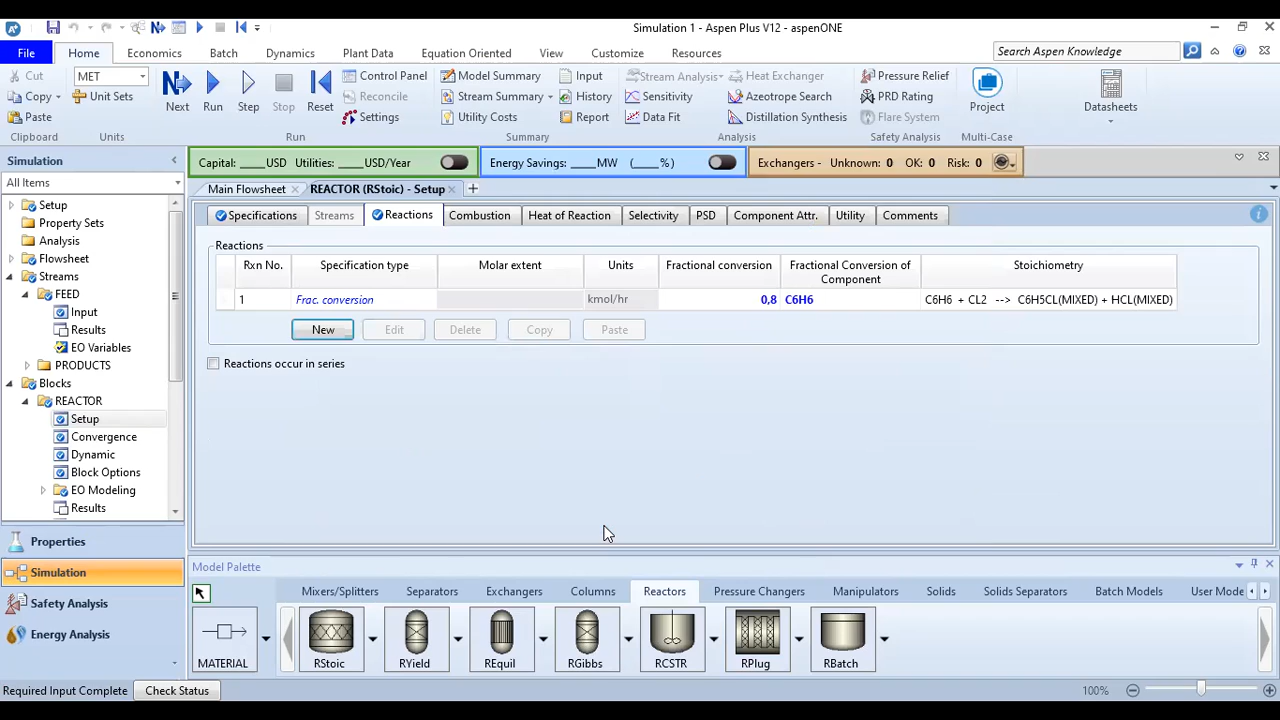 Simulation 1 - Aspen Plus V12 - aspenONE
File Home Economics Batch Dynamics Plant Data Equation Oriented View Customize Resources Search Aspen Knowledge
Cut MET Control Panel Model Summary Input Stream Analysis Heat Exchanger Pressure Relief
Copy Unit Sets Next Run Step Stop Reset Reconcile Stream Summary History Sensitivity Azeotrope Search PRD Rating Project Datasheets
Paste Settings Utility Costs Report Data Fit Distillation Synthesis Flare System
Clipboard Units Run Summary Analysis Safety Analysis Multi-Case
Simulation Capital: ____USD Utilities: ____USD/Year Energy Savings: ____MW (____%) Exchangers - Unknown: 0 OK: 0 Risk: 0
All Items Main Flowsheet REACTOR (RStoic) - Setup
Setup Specifications Streams Reactions Combustion Heat of Reaction Selectivity PSD Component Attr. Utility Comments
Property Sets
Analysis
Flowsheet
Streams
FEED
Input
Results
EO Variables
PRODUCTS
Blocks
REACTOR
Setup
Convergence
Dynamic
Block Options
EO Modeling
Results
Reactions
Rxn No. Specification type Molar extent Units Fractional conversion Fractional Conversion of Component Stoichiometry
1 Frac. conversion kmol/hr 0,8 C6H6 C6H6 + CL2 --> C6H5CL(MIXED) + HCL(MIXED)
New Edit Delete Copy Paste
Reactions occur in series
Properties
Simulation
Safety Analysis
Energy Analysis
Model Palette
Mixers/Splitters Separators Exchangers Columns Reactors Pressure Changers Manipulators Solids Solids Separators Batch Models User Mode
MATERIAL RStoic RYield REquil RGibbs RCSTR RPlug RBatch
Required Input Complete Check Status 100%